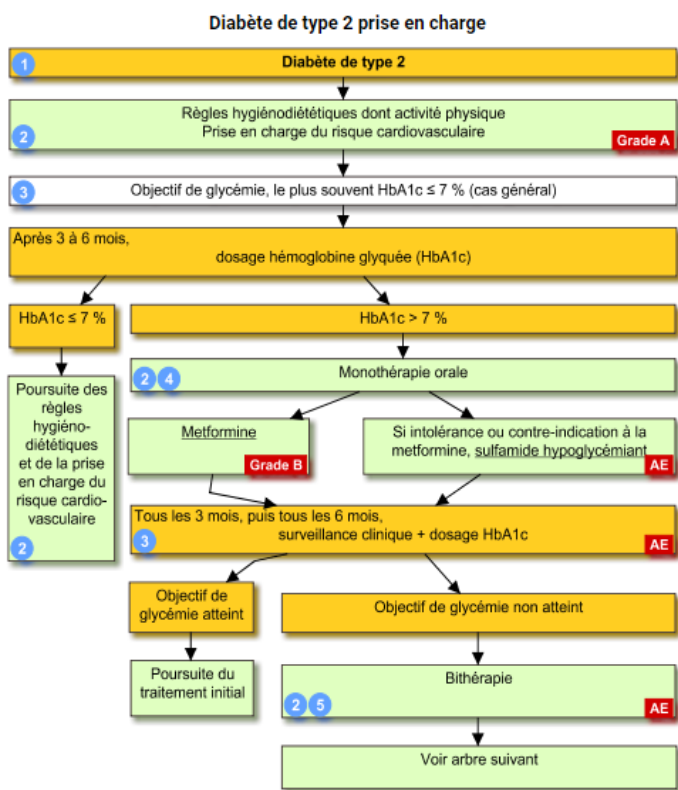 Diabète de type 2 prise en charge
1
Diabète de type 2
Règles hygiénodiététiques dont activité physique
Prise en charge du risque cardiovasculaire
2
Grade A
3
Objectif de glycémie, le plus souvent HbA1c ≤ 7 % (cas général)
Après 3 à 6 mois,
dosage hémoglobine glyquée (HbA1c)
HbA1c ≤ 7 %
HbA1c > 7 %
Poursuite des
règles
hygiéno-
diététiques
et de la prise
en charge du
risque cardio-
vasculaire
2
Monothérapie orale
2 4
Metformine
Grade B
Si intolérance ou contre-indication à la
metformine, sulfamide hypoglycémiant
AE
Tous les 3 mois, puis tous les 6 mois,
surveillance clinique + dosage HbA1c
3
AE
Objectif de
glycémie atteint
Objectif de glycémie non atteint
Poursuite du
traitement initial
Bithérapie
2 5
AE
Voir arbre suivant